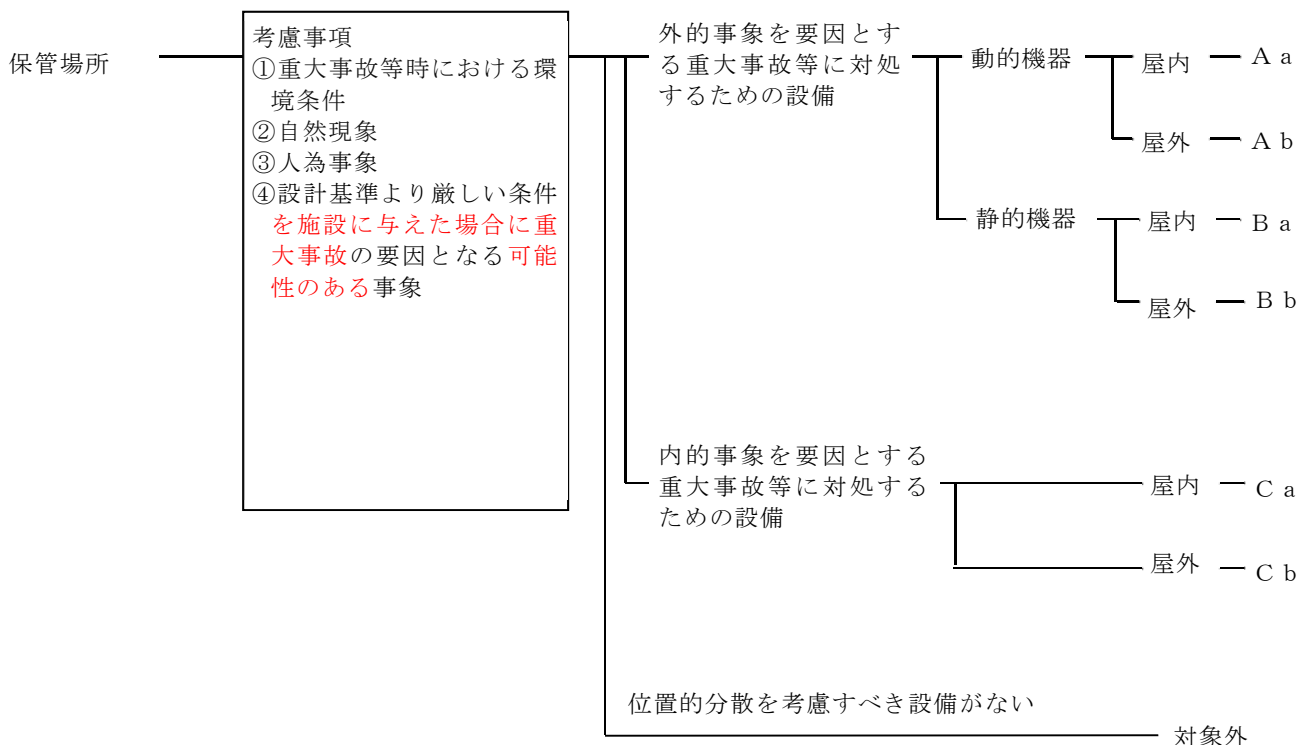 保管場所
考慮事項
①重大事故等時における環
境条件
②自然現象
③人為事象
④設計基準より厳しい条件
を施設に与えた場合に重
大事故の要因となる可能
性のある事象
外的事象を要因とす
る重大事故等に対処
するための設備
動的機器
屋内
Ａａ
屋外
Ａｂ
静的機器
屋内
Ｂａ
屋外
Ｂｂ
内的事象を要因とする
重大事故等に対処する
ための設備
屋内
Ｃａ
屋外
Ｃｂ
位置的分散を考慮すべき設備がない
対象外